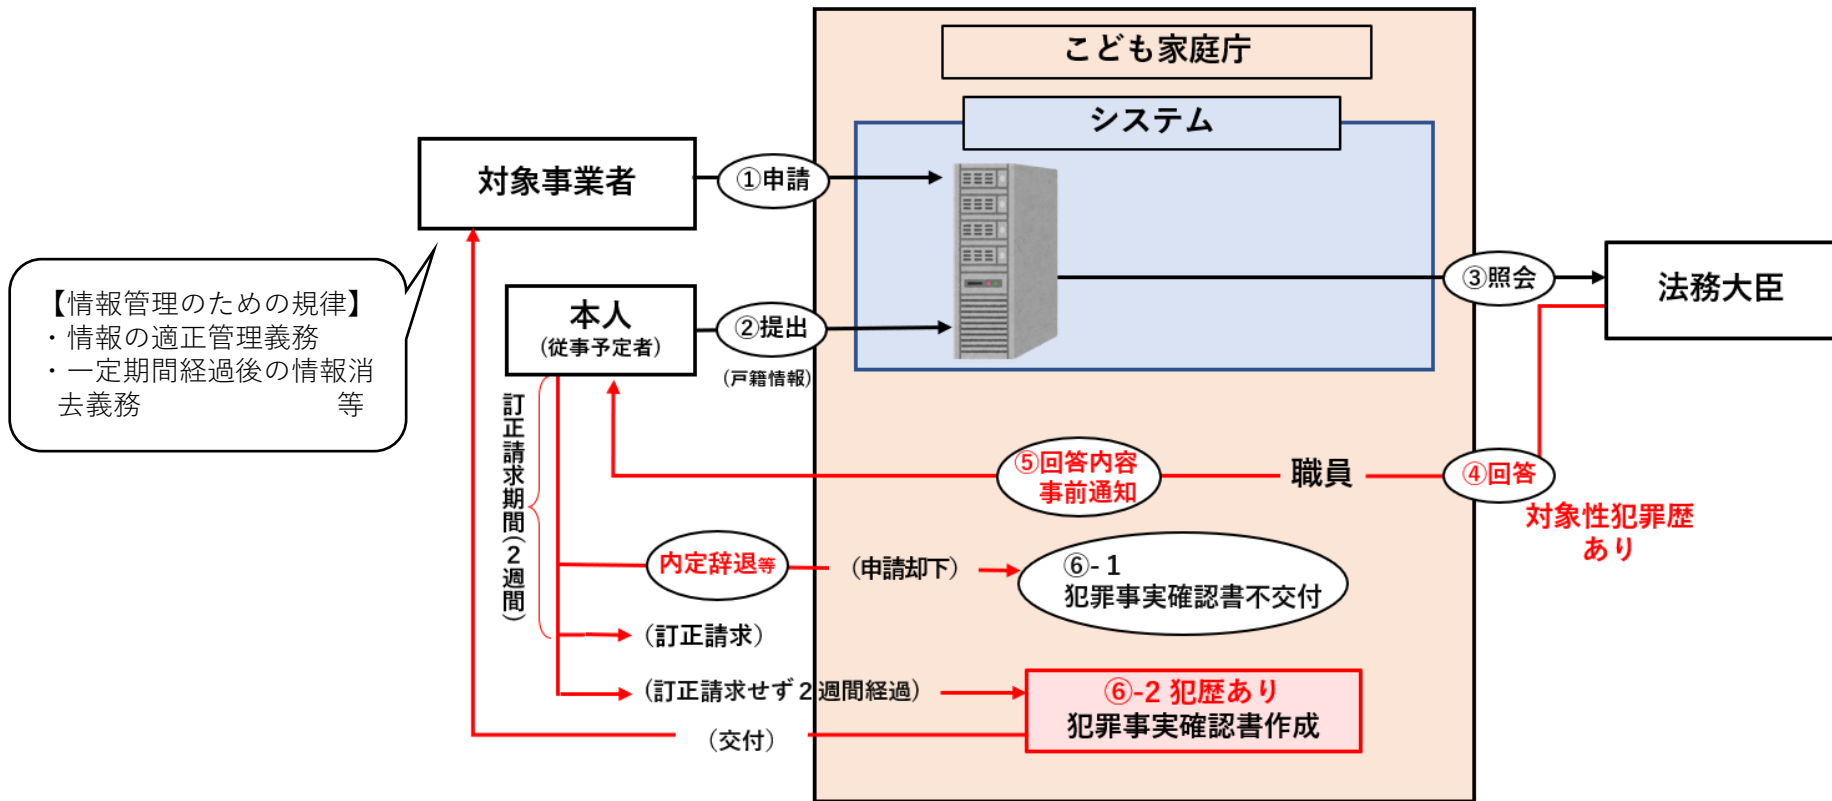 こども家庭庁
システム
対象事業者
①申請
【情報管理のための規律】
・情報の適正管理義務
・一定期間経過後の情報消
去義務 等
本人
(従事予定者)
②提出
(戸籍情報)
③照会
法務大臣
訂正請求期間(2週間)
⑤回答内容
事前通知
職員
④回答
対象性犯罪歴
あり
内定辞退等
(申請却下)
⑥-1
犯罪事実確認書不交付
(訂正請求)
(訂正請求せず2週間経過)
⑥-2 犯歴あり
犯罪事実確認書作成
(交付)